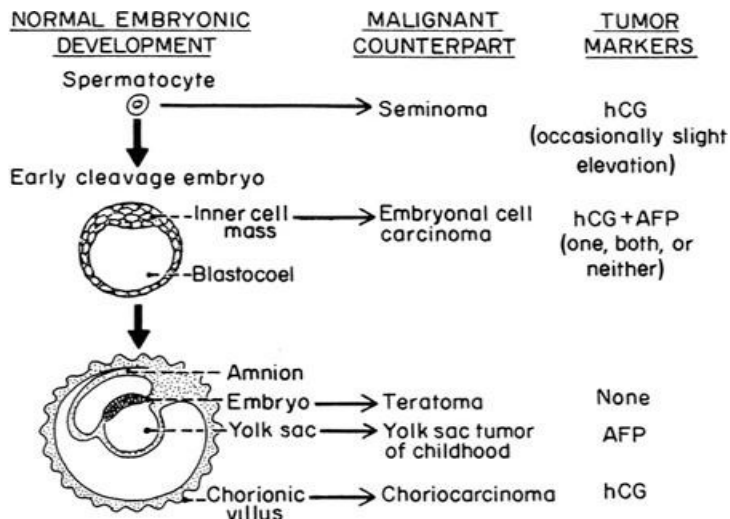 NORMAL EMBRYONIC
DEVELOPMENT
MALIGNANT
COUNTERPART
TUMOR
MARKERS
Spermatocyte
Seminoma
hCG
(occasionally slight
elevation)
Early cleavage embryo
Inner cell
mass
Embryonal cell
carcinoma
hCG+AFP
(one, both, or
neither)
Blastocoel
Amnion
Embryo
Teratoma
None
Yolk sac
Yolk sac tumor
of childhood
AFP
Chorionic
villus
Choriocarcinoma
hCG